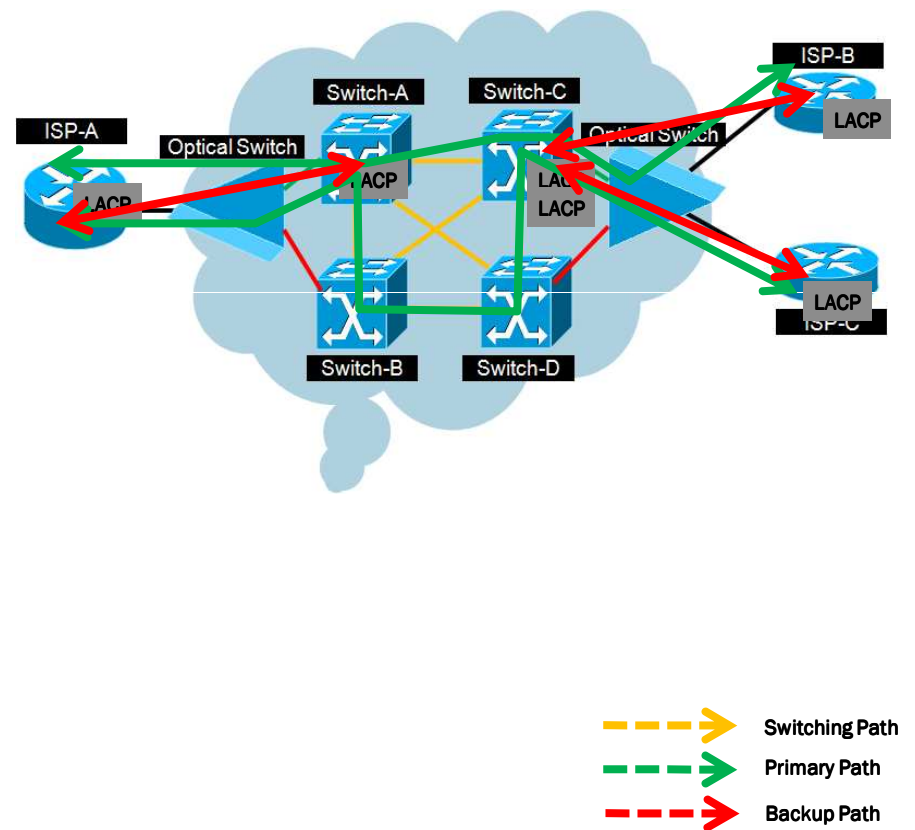 ISP-B
Switch-A
Switch-C
LACP
ISP-A
Optical Switch
Optical Switch
LACP
LACP
LACP
LACP
LACP
ISP-C
Switch-B
Switch-D
Switching Path
Primary Path
Backup Path